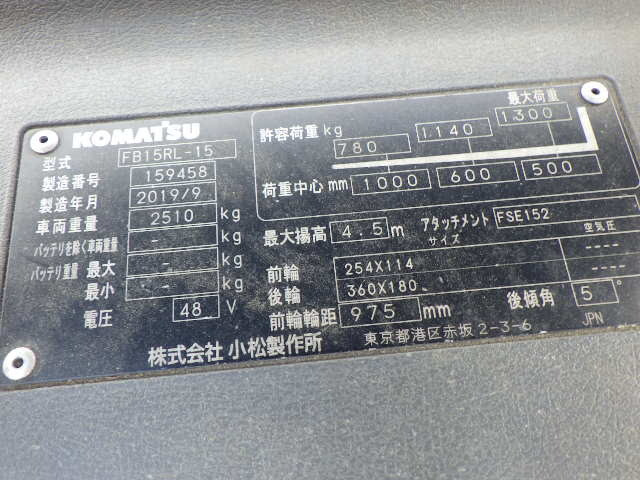 KOMATSU
型式 FB15RL-15
製造番号 159458
製造年月 2019/9
車両重量 2510 kg
バッテリを除く車両重量 - kg
バッテリ重量 最大 - kg
最小 - kg
電圧 48 V
最大荷重
許容荷重 kg 780 1140 1300
荷重中心 mm 1000 600 500
最大揚高 4.5 m アタッチメント FSE152
サイズ 空気圧
前輪 254X114 ----
後輪 360X180 ----
前輪輪距 975 mm 後傾角 5°
株式会社 小松製作所 東京都港区赤坂2-3-6 JPN